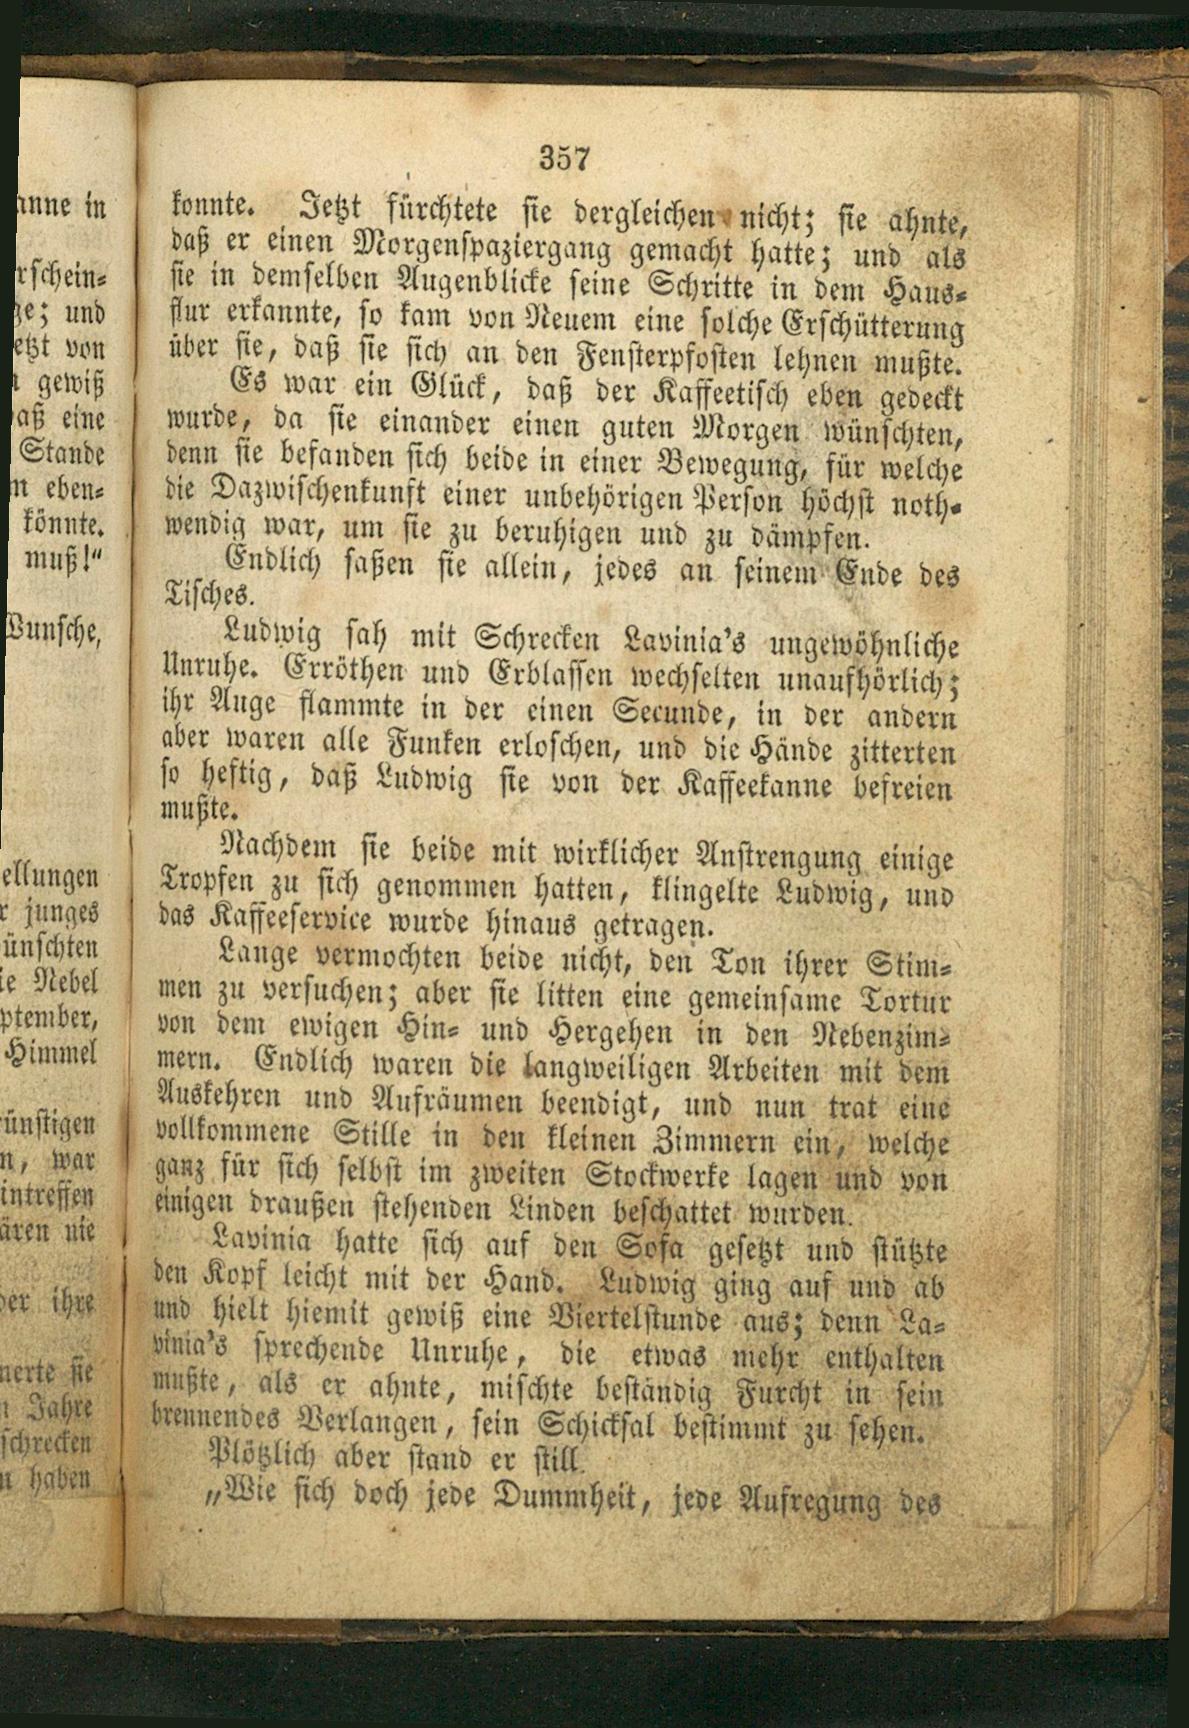 357
konnte. Jetzt fürchtete sie dergleichen nicht; sie ahnte,
daß er einen Morgenspaziergang gemacht hatte; und als
sie in demselben Augenblicke seine Schritte in dem Haus-
flur erkannte, so kam von Neuem eine solche Erschütterung
über sie, daß sie sich an den Fensterpfosten lehnen mußte.
Es war ein Glück, daß der Kaffeetisch eben gedeckt
wurde, da sie einander einen guten Morgen wünschten,
denn sie befanden sich beide in einer Bewegung, für welche
die Dazwischenkunft einer unbehörigen Person höchst noth-
wendig war, um sie zu beruhigen und zu dämpfen.
Endlich saßen sie allein, jedes an seinem Ende des
Tisches.
Ludwig sah mit Schrecken Lavinia's ungewöhnliche
Unruhe. Erröthen und Erblassen wechselten unaufhörlich;
ihr Auge flammte in der einen Secunde, in der andern
aber waren alle Funken erloschen, und die Hände zitterten
so heftig, daß Ludwig sie von der Kaffeekanne befreien
mußte.
Nachdem sie beide mit wirklicher Anstrengung einige
Tropfen zu sich genommen hatten, klingelte Ludwig, und
das Kaffeeservice wurde hinaus getragen.
Lange vermochten beide nicht, den Ton ihrer Stim-
men zu versuchen; aber sie litten eine gemeinsame Tortur
von dem ewigen Hin- und Hergehen in den Nebenzim-
mern. Endlich waren die langweiligen Arbeiten mit dem
Auskehren und Aufräumen beendigt, und nun trat eine
vollkommene Stille in den kleinen Zimmern ein, welche
ganz für sich selbst im zweiten Stockwerke lagen und von
einigen draußen stehenden Linden beschattet wurden.
Lavinia hatte sich auf den Sofa gesetzt und stützte
den Kopf leicht mit der Hand. Ludwig ging auf und ab
und hielt hiemit gewiß eine Viertelstunde aus; denn La-
vinia's sprechende Unruhe, die etwas mehr enthalten
mußte, als er ahnte, mischte beständig Furcht in sein
brennendes Verlangen, sein Schicksal bestimmt zu sehen.
Plötzlich aber stand er still.
„Wie sich doch jede Dummheit, jede Aufregung des